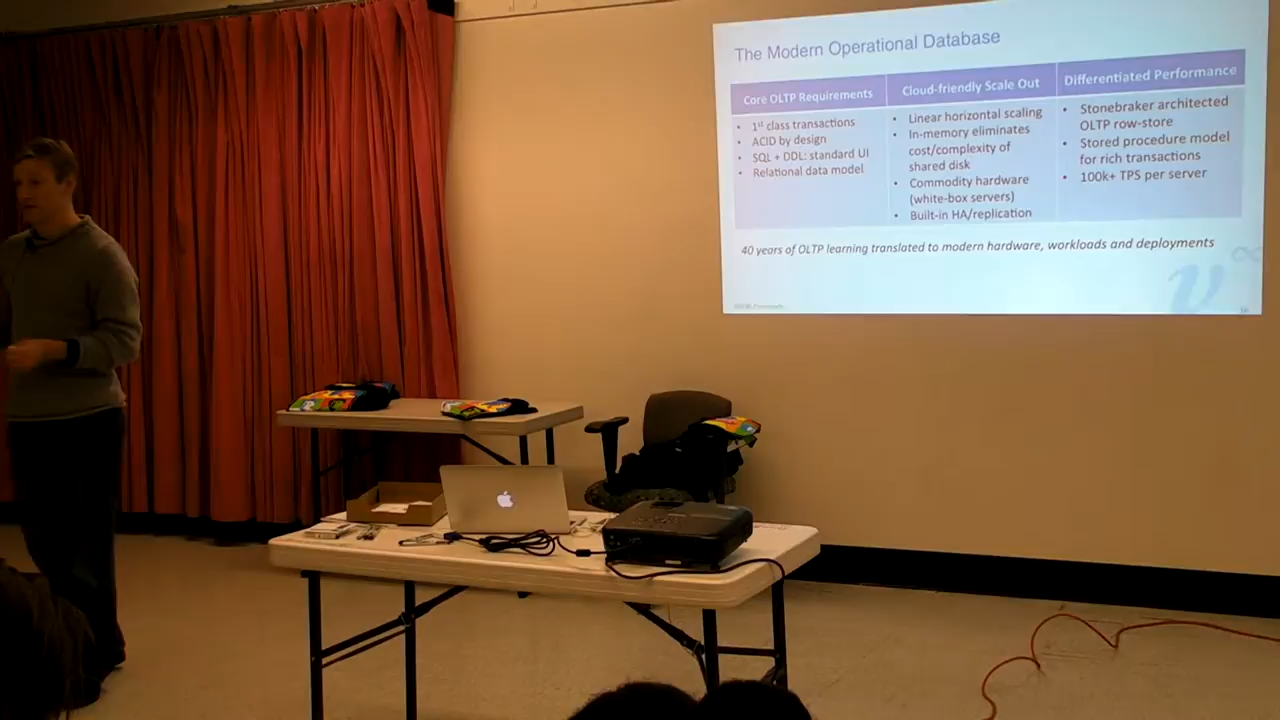 The Modern Operational Database
Core OLTP Requirements
• 1st class transactions
• ACID by design
• SQL + DDL: standard UI
• Relational data model
Cloud-friendly Scale Out
• Linear horizontal scaling
• In-memory eliminates
cost/complexity of
shared disk
• Commodity hardware
(white-box servers)
• Built-in HA/replication
Differentiated Performance
• Stonebraker architected
OLTP row-store
• Stored procedure model
for rich transactions
• 100k+ TPS per server
40 years of OLTP learning translated to modern hardware, workloads and deployments